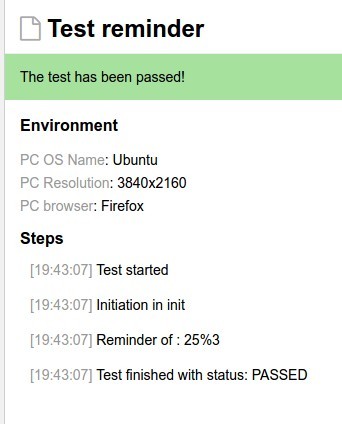 Test reminder
The test has been passed!
Environment
PC OS Name: Ubuntu
PC Resolution: 3840x2160
PC browser: Firefox
Steps
[19:43:07] Test started
[19:43:07] Initiation in init
[19:43:07] Reminder of : 25%3
[19:43:07] Test finished with status: PASSED